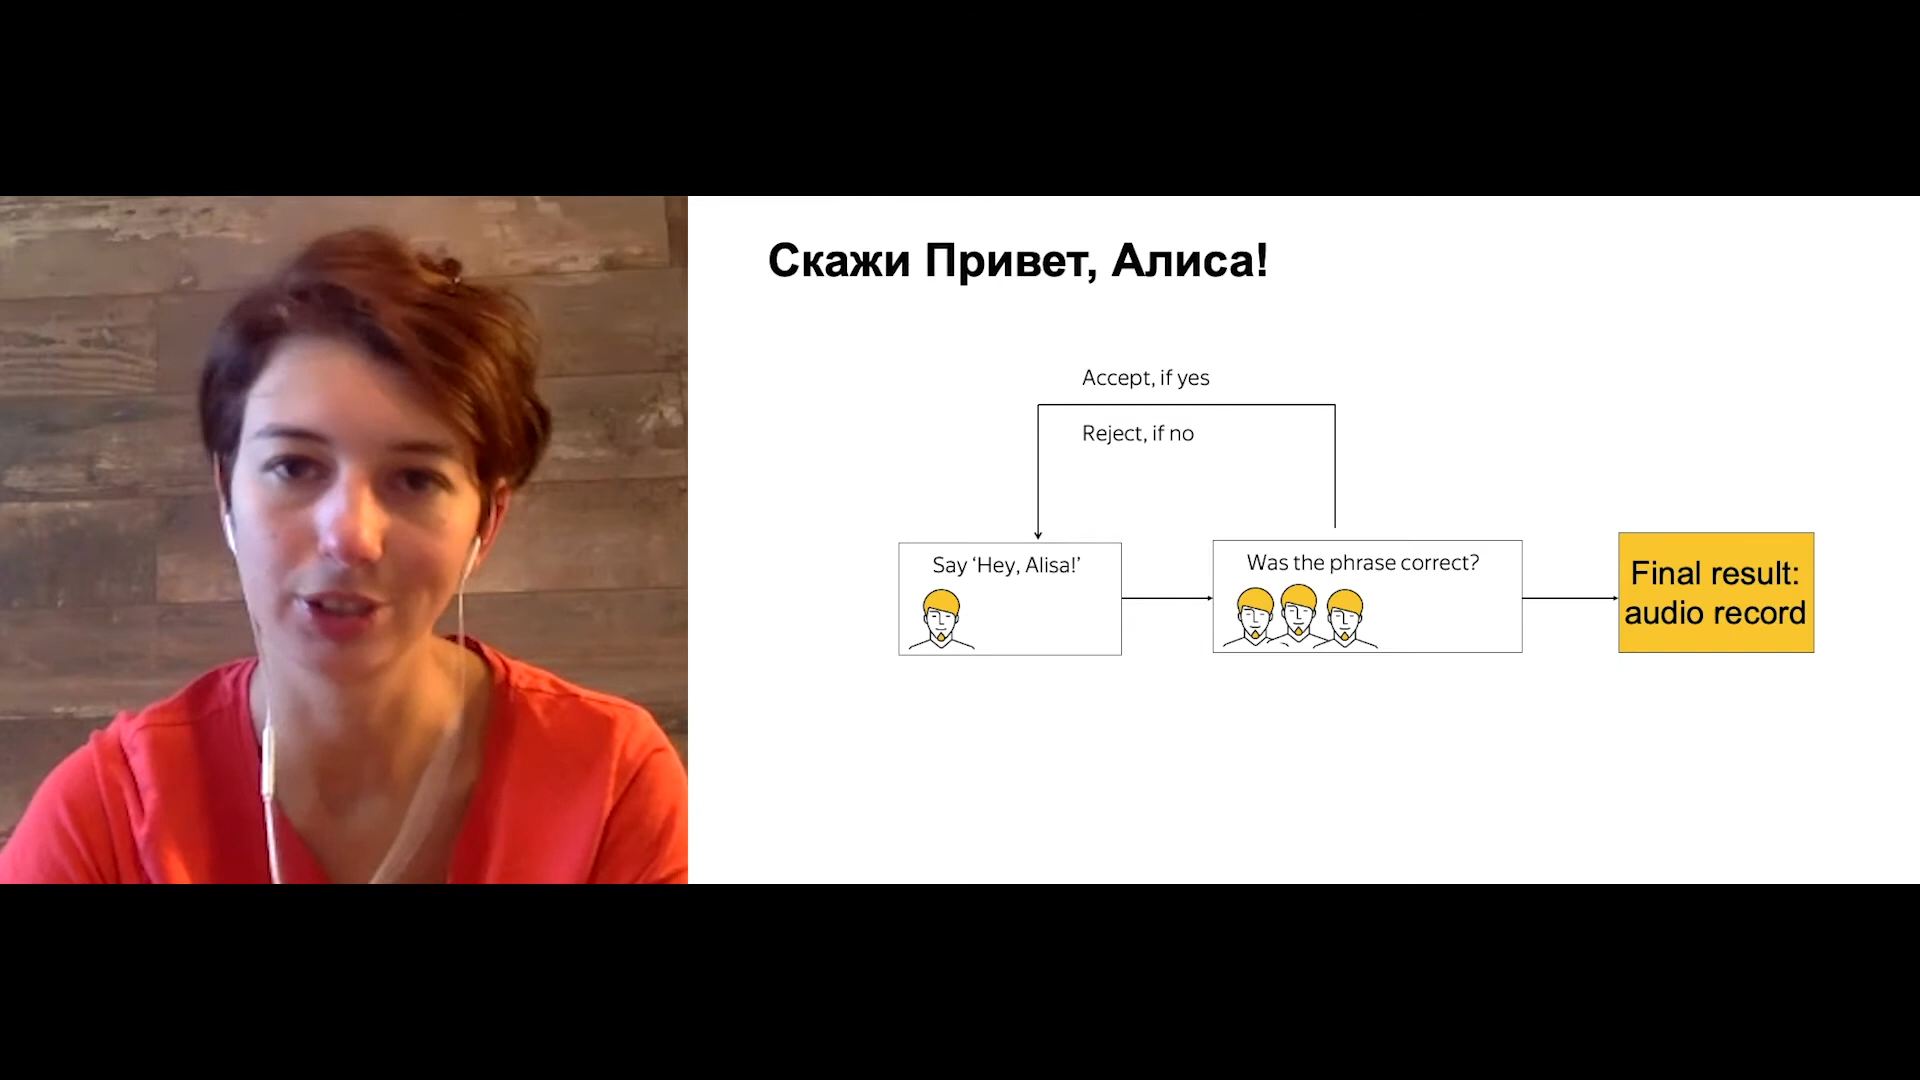 Скажи Привет, Алиса!
Accept, if yes
Reject, if no
Say ‘Hey, Alisa!’
Was the phrase correct?
Final result:
audio record